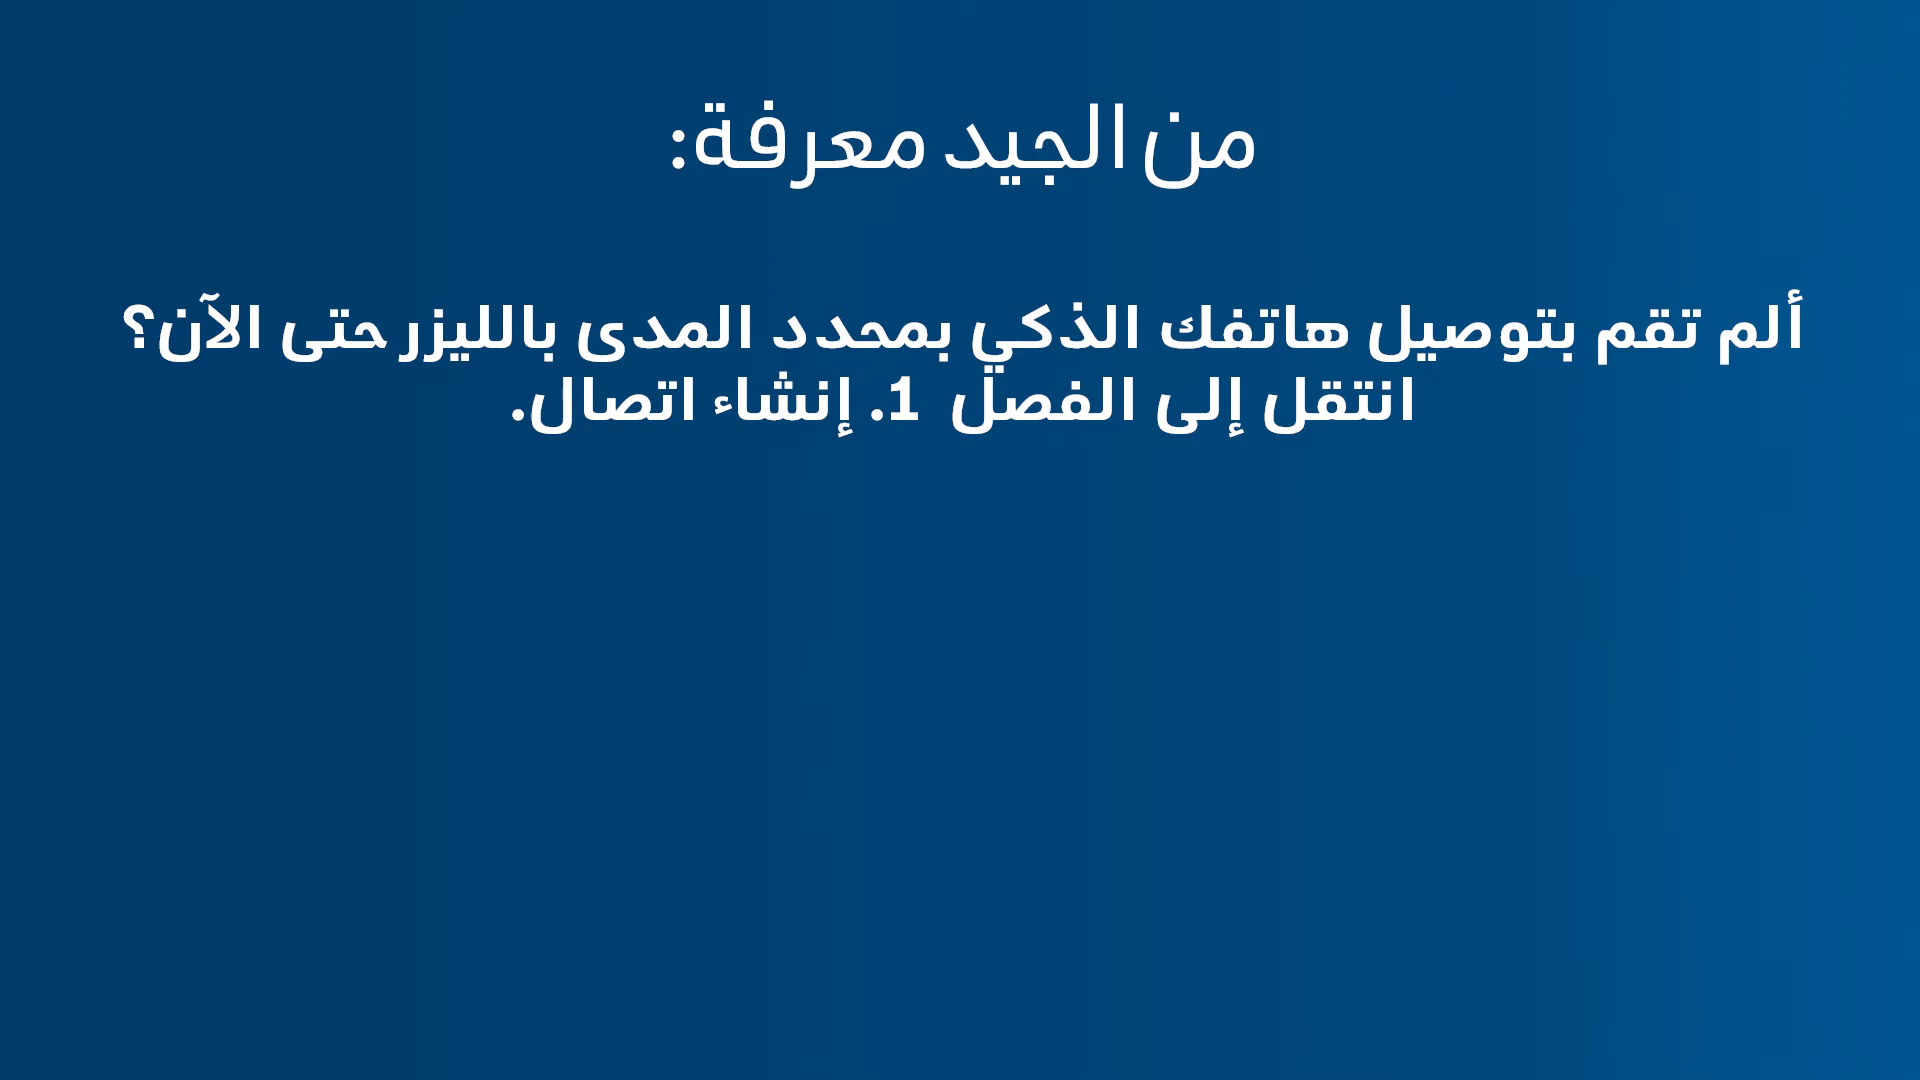 من الجيد معرفة:
ألم تقم بتوصيل هاتفك الذكي بمحدد المدى بالليزر حتى الآن؟
انتقل إلى الفصل 1. إنشاء اتصال.